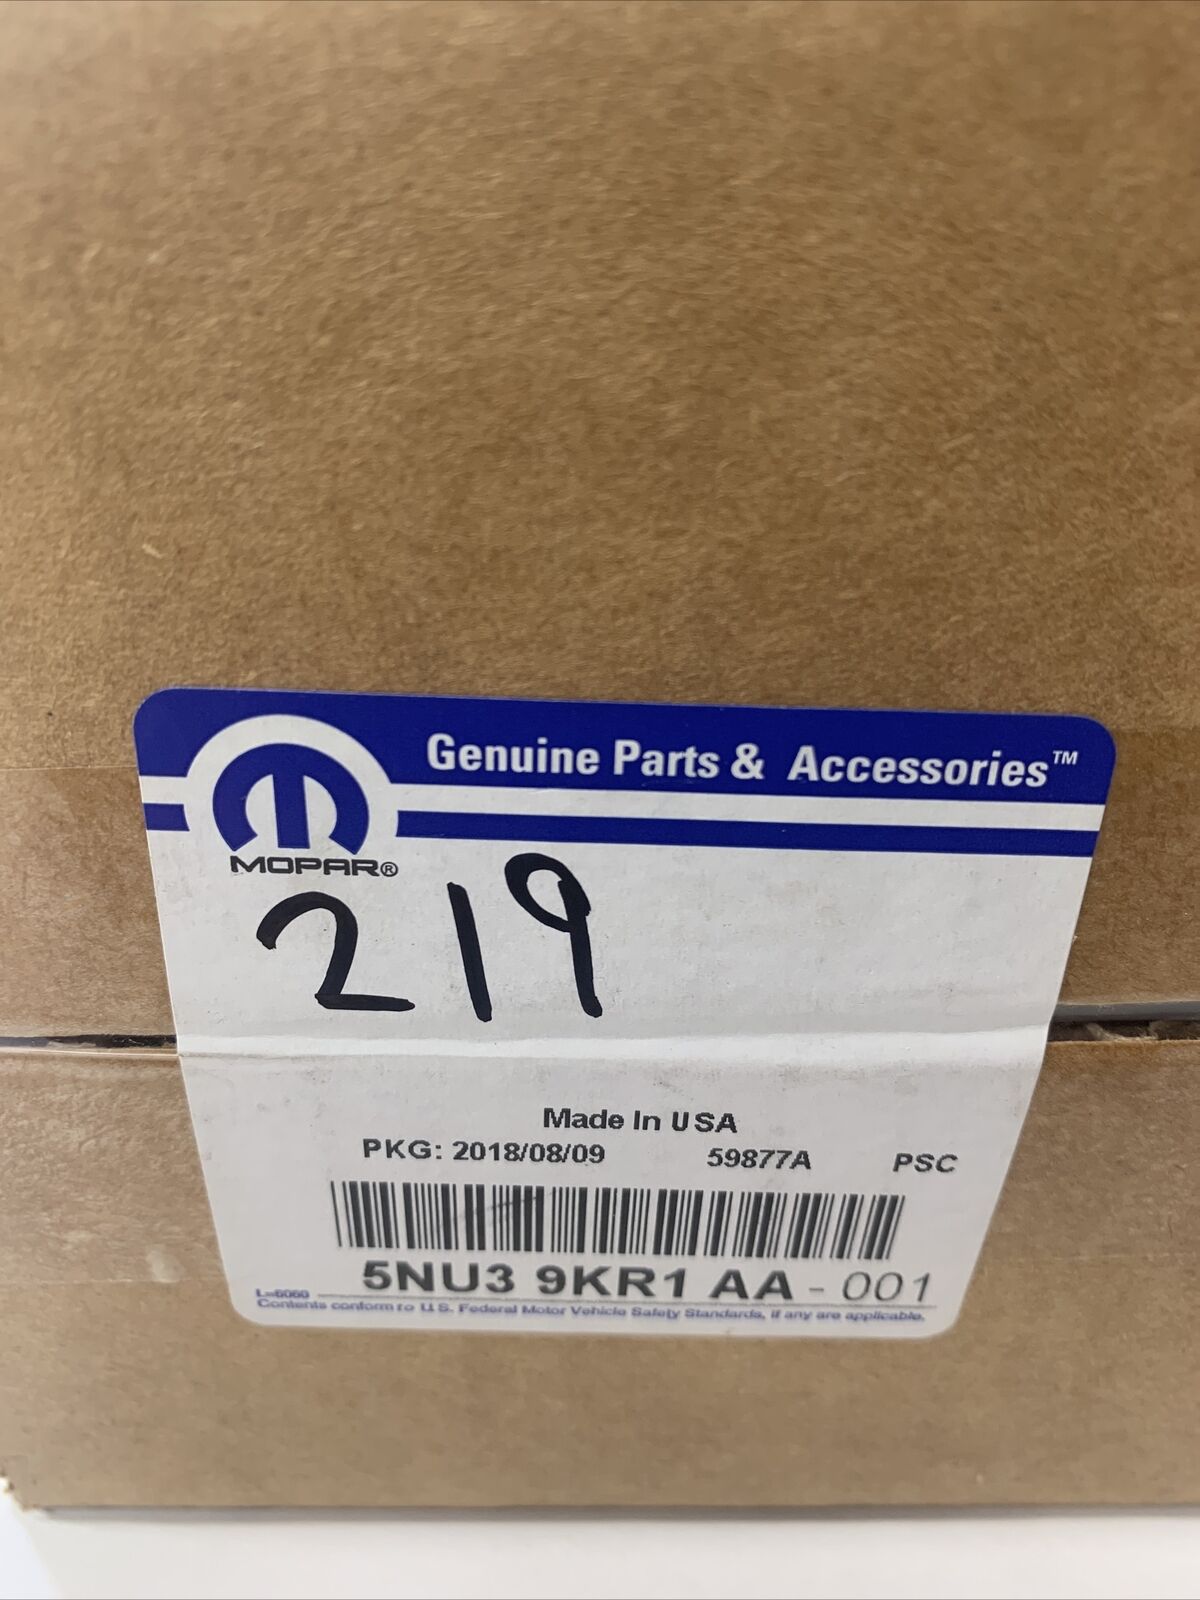 Genuine Parts & Accessories™
MOPAR®
219
Made In USA
PKG: 2018/08/09 59877A PSC
5NU3 9KR1 AA - 001
L=6060
Contents conform to U.S. Federal Motor Vehicle Safety Standards, if any are applicable.